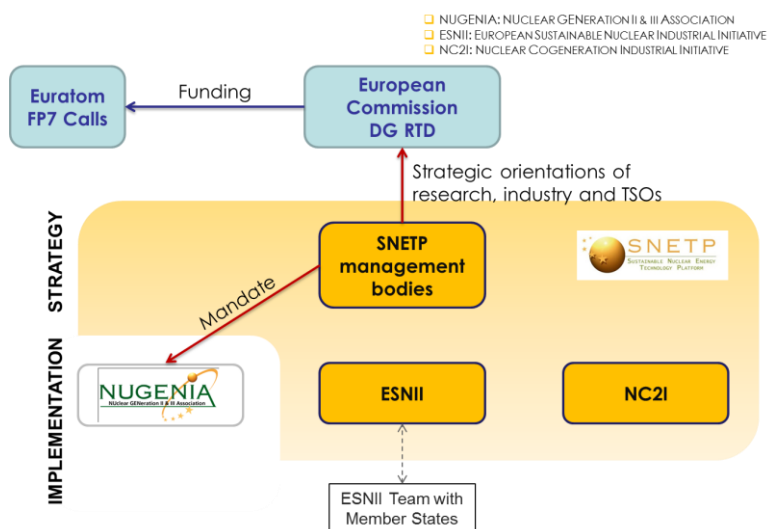 NUGENIA: NUCLEAR GENERATION II & III ASSOCIATION
ESNII: EUROPEAN SUSTAINABLE NUCLEAR INDUSTRIAL INITIATIVE
NC2I: NUCLEAR COGENERATION INDUSTRIAL INITIATIVE
Euratom
FP7 Calls
Funding
European
Commission
DG RTD
Strategic orientations of
research, industry and TSOs
STRATEGY
SNETP
management
bodies
SNETP
SUSTAINABLE NUCLEAR ENERGY
TECHNOLOGY PLATFORM
Mandate
IMPLEMENTATION
NUGENIA
NUclear GENeration II & III Association
ESNII
NC2I
ESNII Team with
Member States